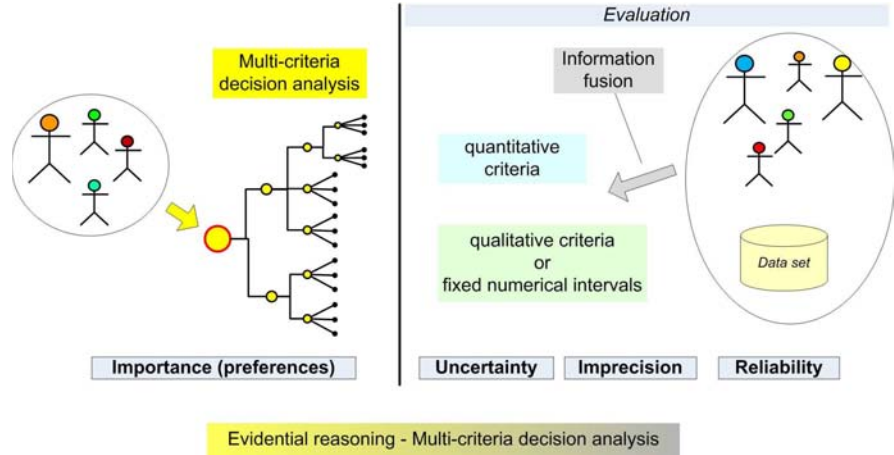 Evaluation
Multi-criteria
decision analysis
Information
fusion
quantitative
criteria
qualitative criteria
or
fixed numerical intervals
Data set
Importance (preferences)
Uncertainty
Imprecision
Reliability
Evidential reasoning - Multi-criteria decision analysis